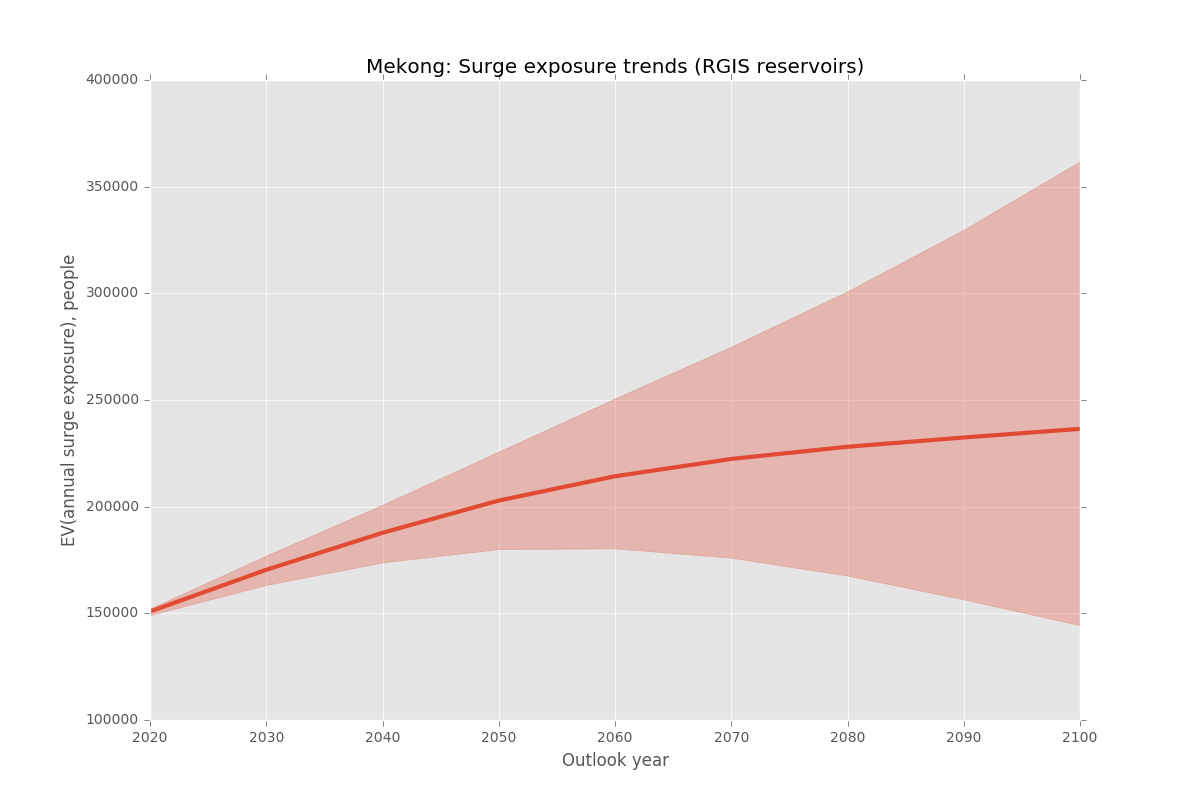 Mekong: Surge exposure trends (RGIS reservoirs)
400000
350000
300000
250000
200000
150000
100000
EV(annual surge exposure), people
2020 2030 2040 2050 2060 2070 2080 2090 2100
Outlook year